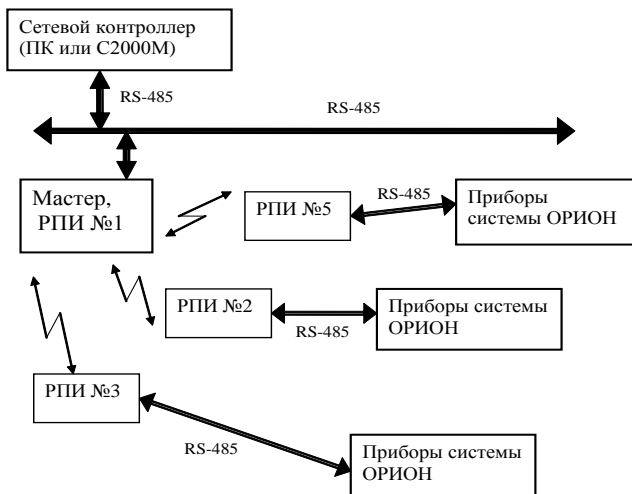 Сетевой контроллер
(ПК или С2000М)
RS-485
RS-485
Мастер,
РПИ №1
РПИ №5
RS-485
Приборы
системы ОРИОН
РПИ №2
RS-485
Приборы системы
ОРИОН
РПИ №3
RS-485
Приборы системы
ОРИОН